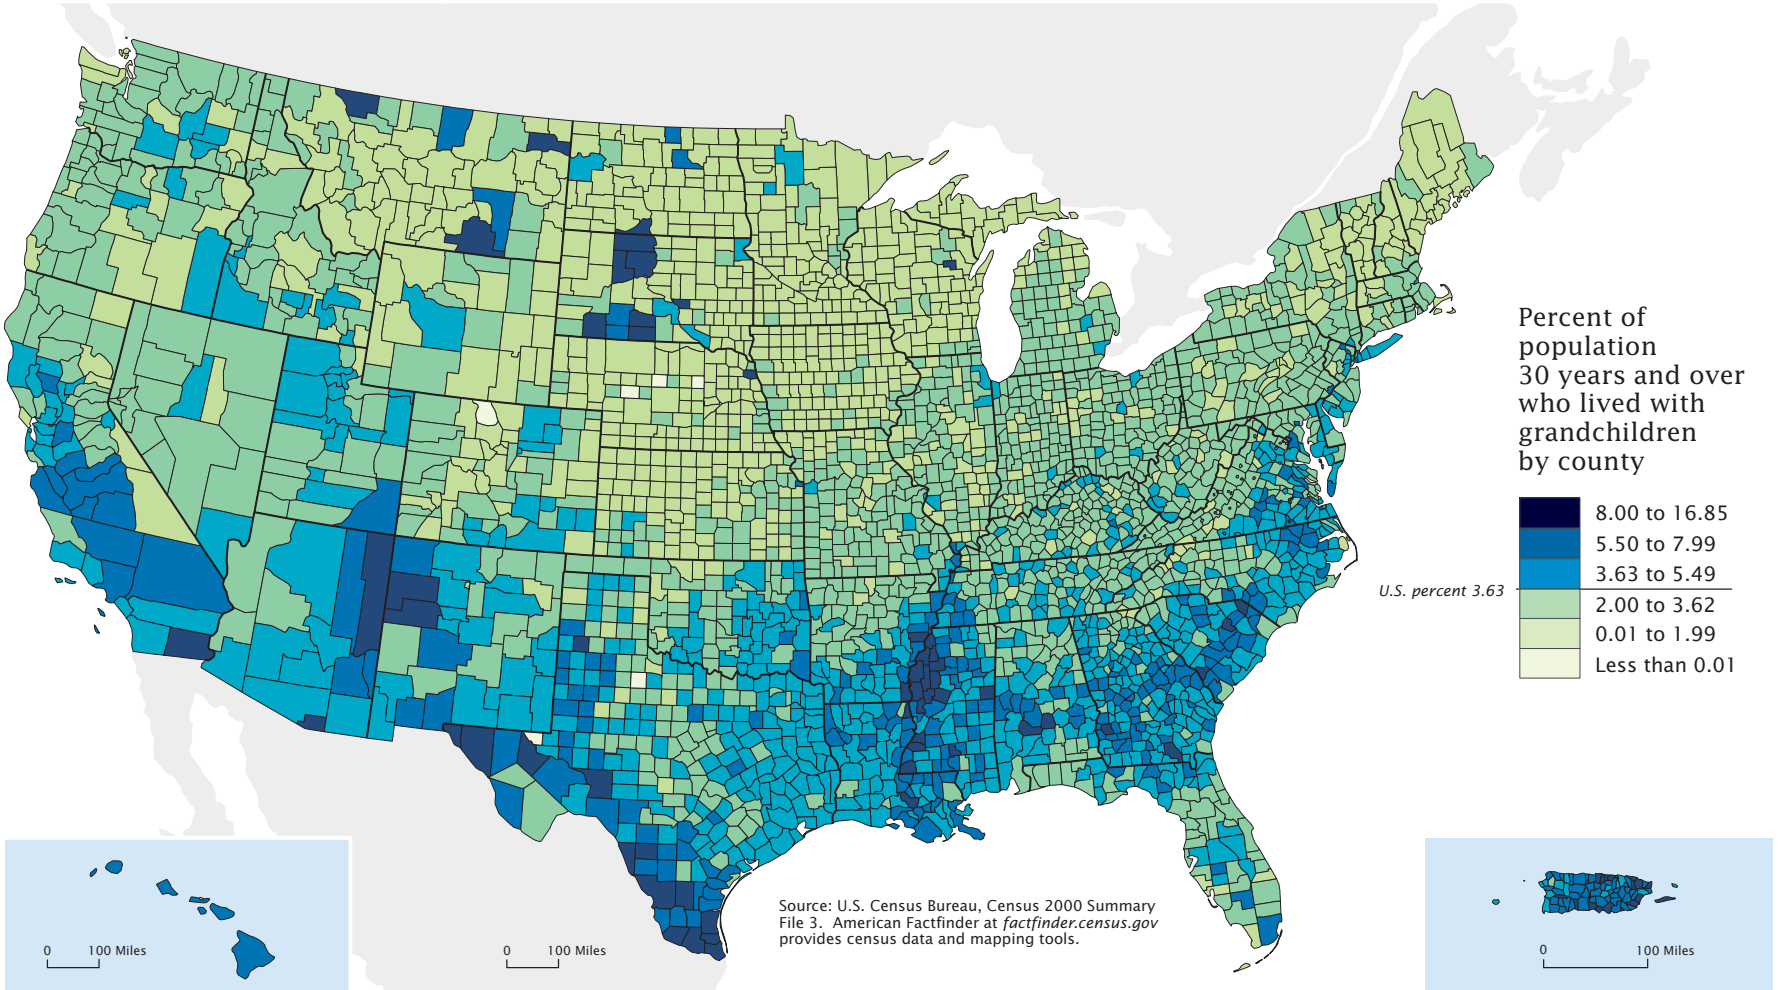 Percent of
population
30 years and over
who lived with
grandchildren
by county
8.00 to 16.85
5.50 to 7.99
3.63 to 5.49
U.S. percent 3.63
2.00 to 3.62
0.01 to 1.99
Less than 0.01
Source: U.S. Census Bureau, Census 2000 Summary
File 3. American Factfinder at factfinder.census.gov
provides census data and mapping tools.
0 100 Miles
0 100 Miles
0
100 Miles